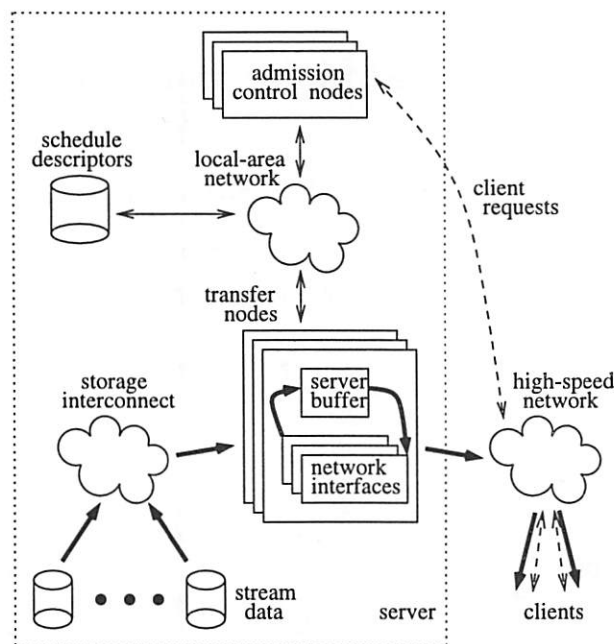 admission
control nodes
schedule
descriptors
local-area
network
client
requests
transfer
nodes
storage
interconnect
server
buffer
high-speed
network
network
interfaces
stream
data
server
clients